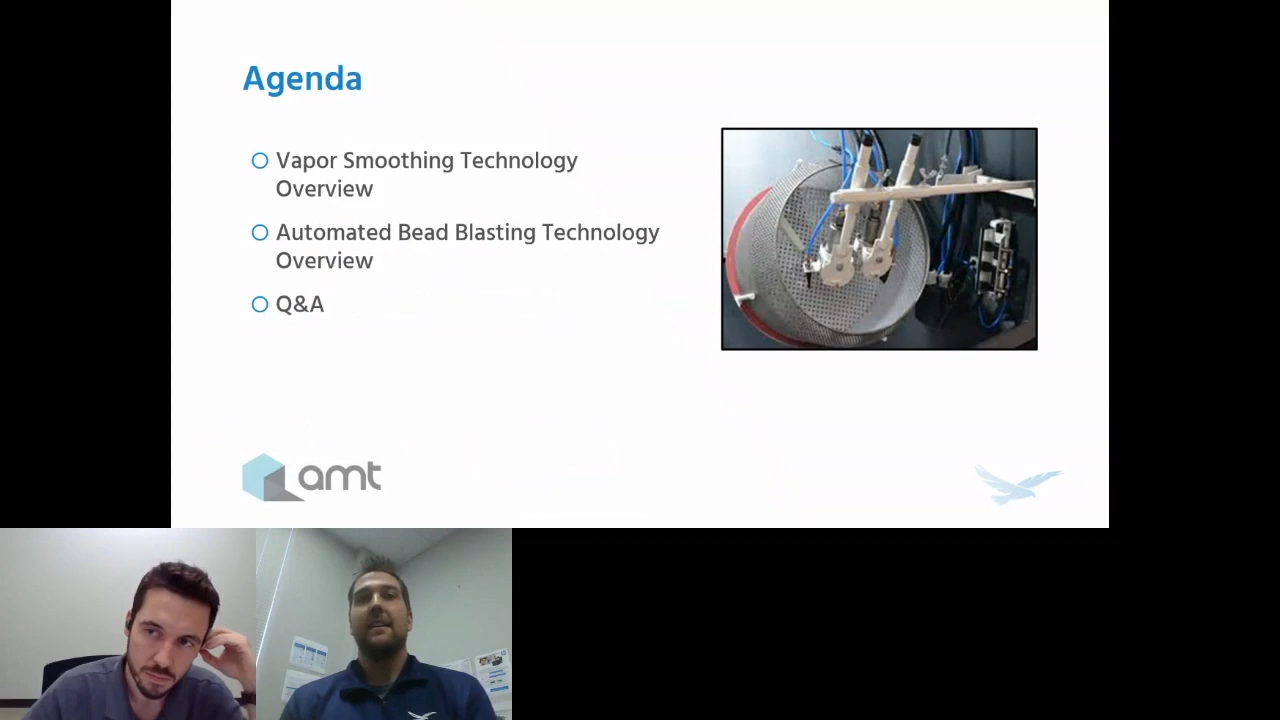 Agenda
Vapor Smoothing Technology
Overview
Automated Bead Blasting Technology
Overview
Q&A
amt